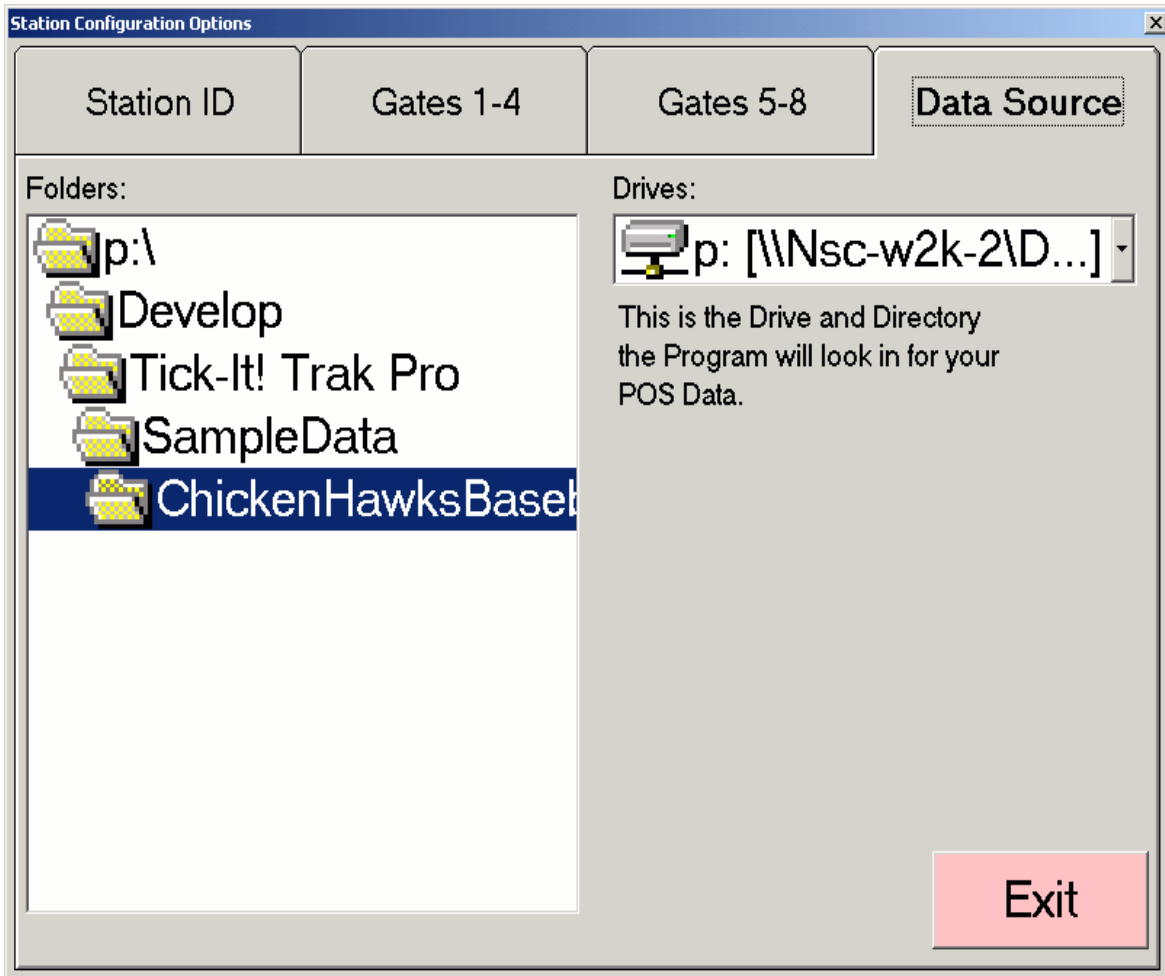 Station Configuration Options
Station ID
Gates 1-4
Gates 5-8
Data Source
Folders:
p:\
Develop
Tick-It! Trak Pro
SampleData
ChickenHawksBaseb
Drives:
p: [\\Nsc-w2k-2\D...]
This is the Drive and Directory
the Program will look in for your
POS Data.
Exit